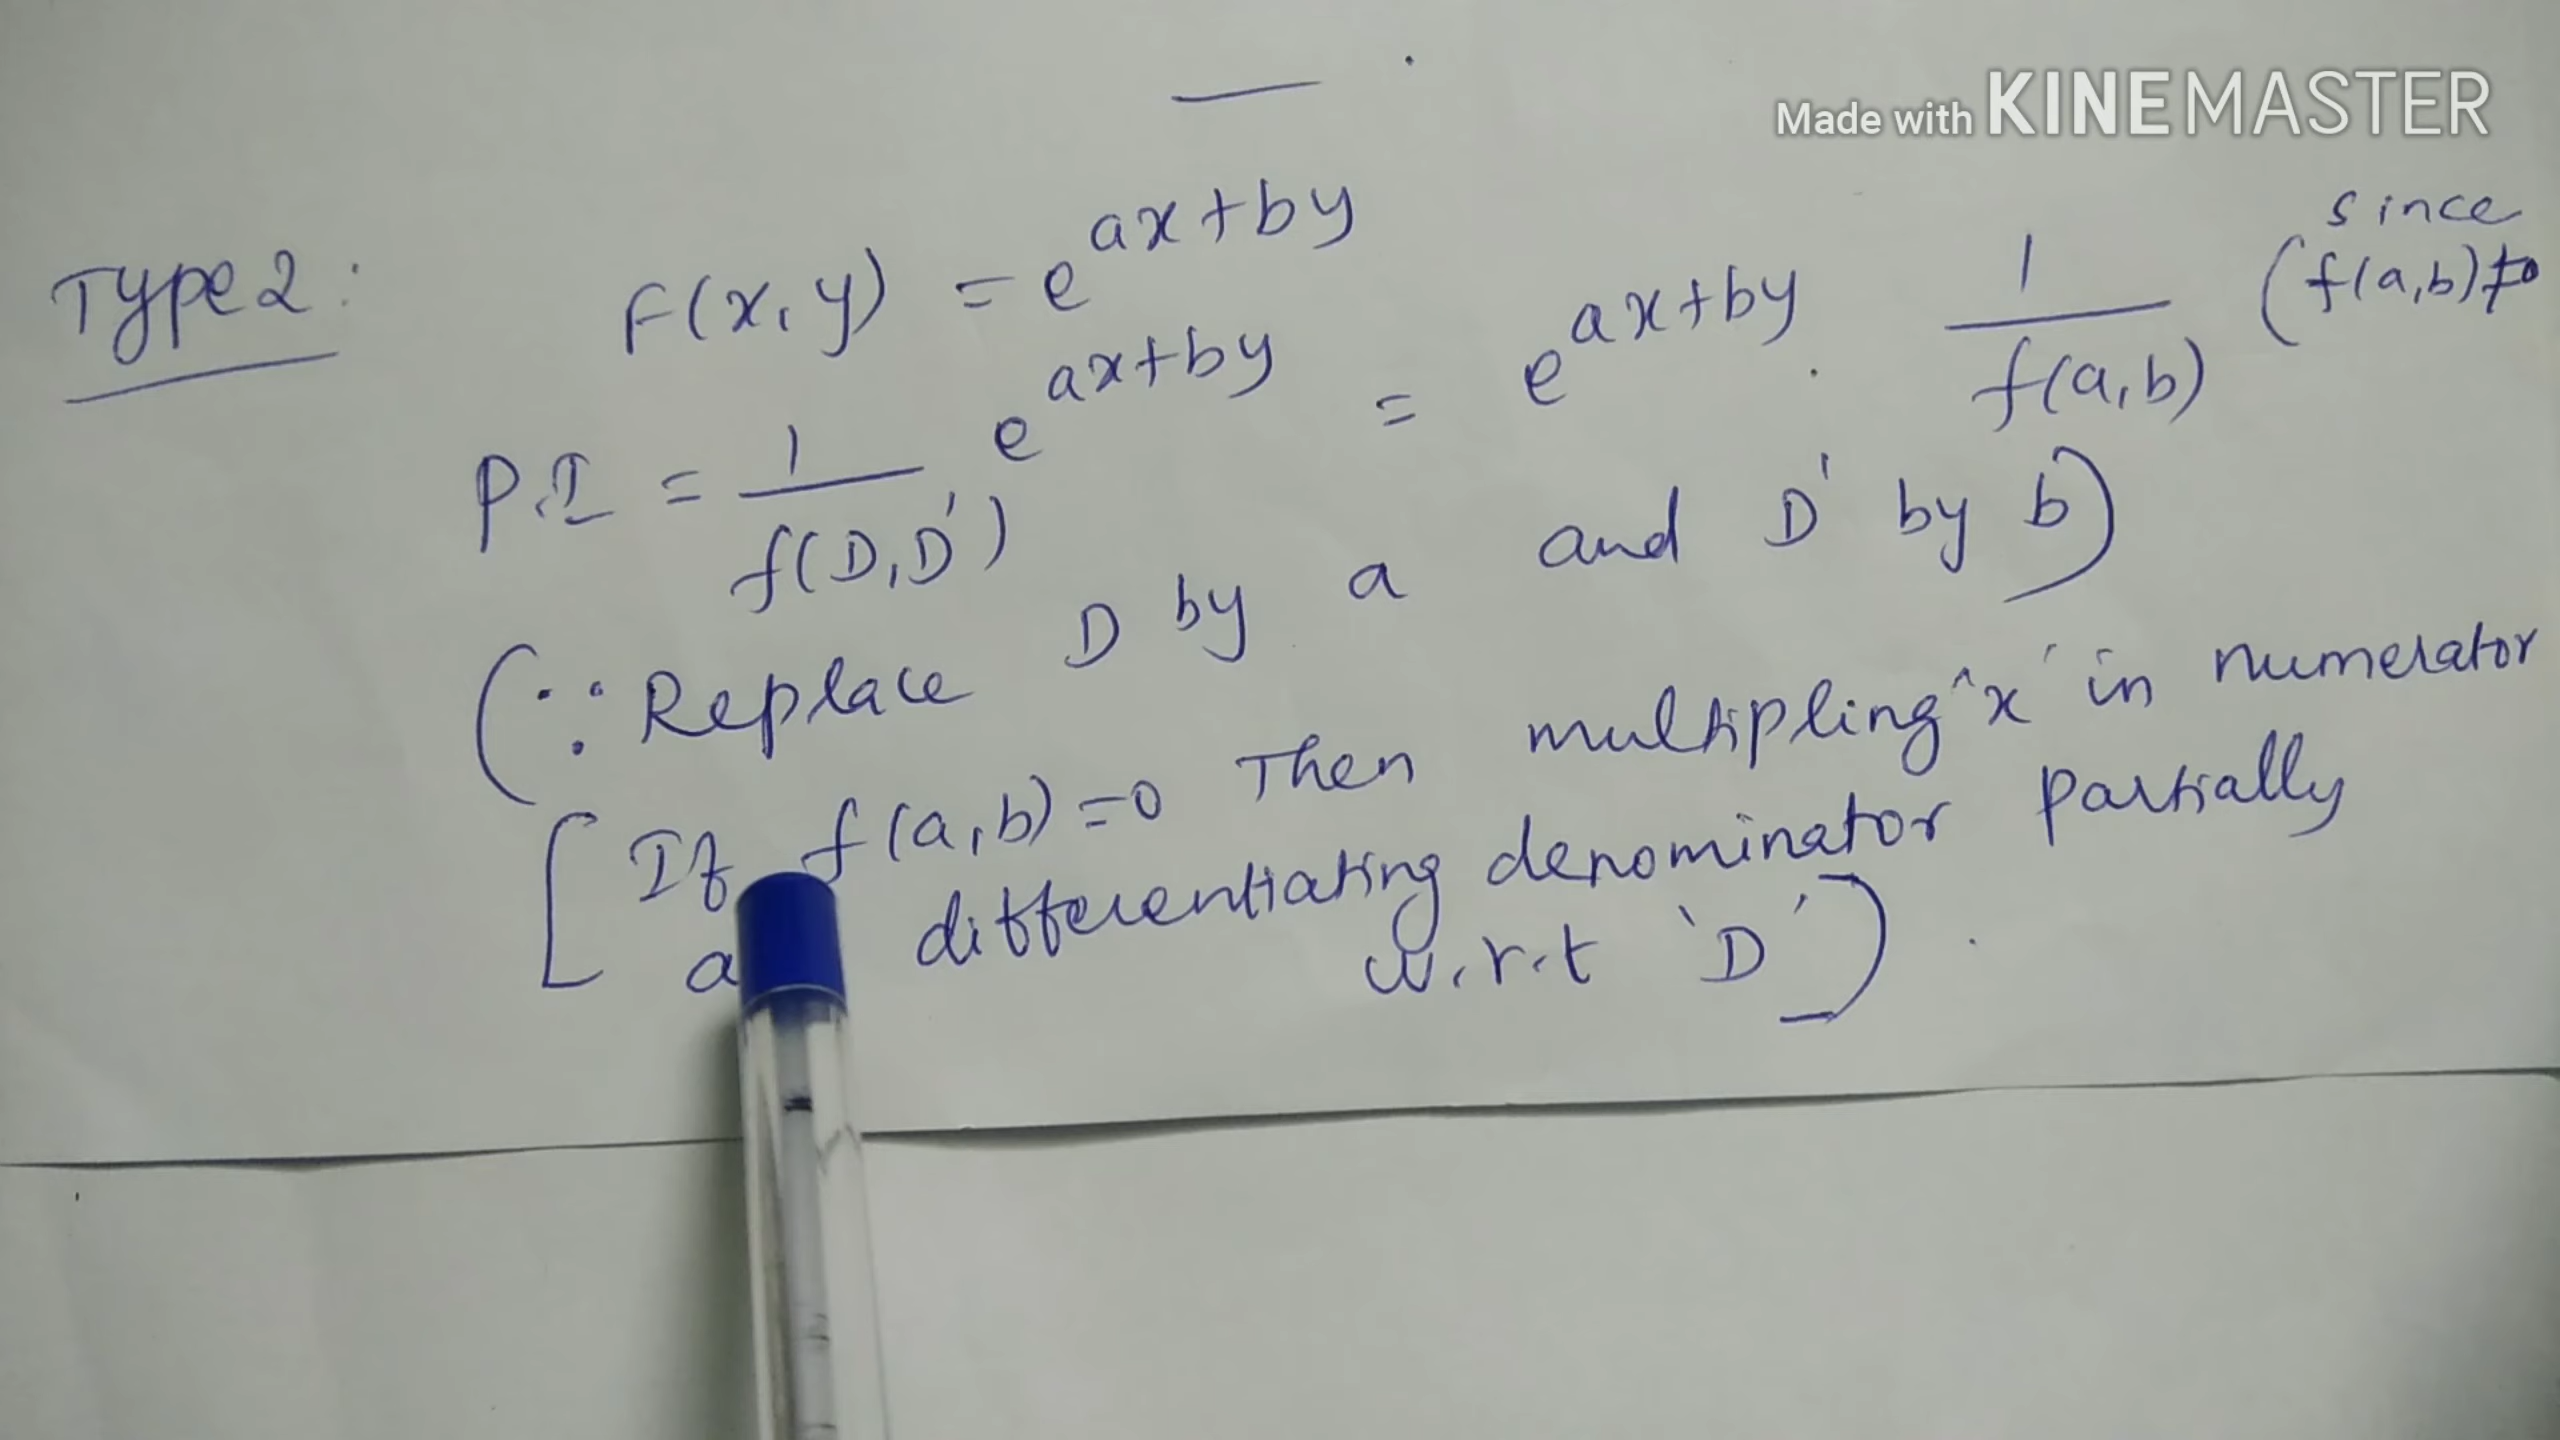 Made with KINEMASTER
Type 2:
F(x, y) = e^{ax+by}
P.I = 1/f(D, D') e^{ax+by} = e^{ax+by} . 1/f(a, b) (since f(a, b) ≠ 0
(∵ Replace D by a and D' by b)
[If f(a, b) = 0 Then multipling 'x' in numerator
differentiating denominator partially
w.r.t 'D')